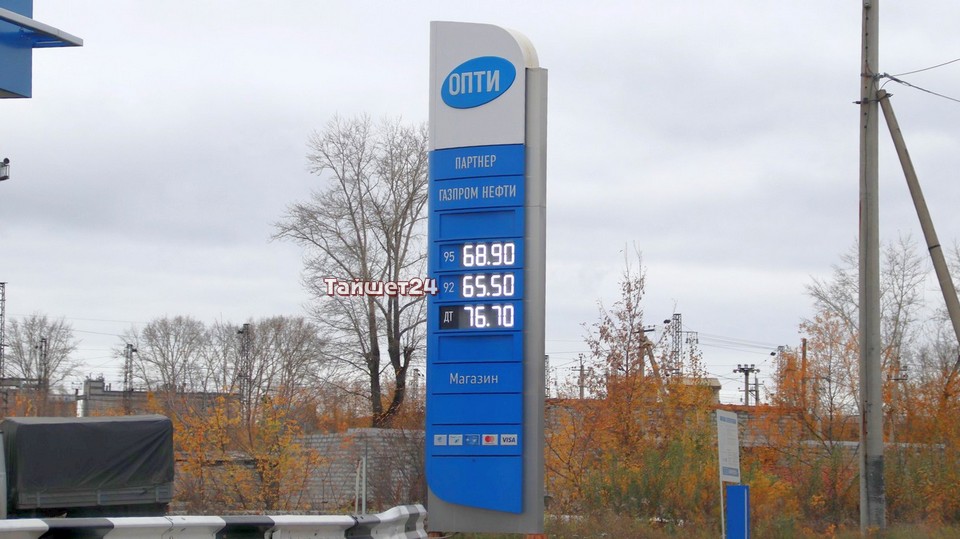 ОПТИ
ПАРТНЕР
ГАЗПРОМ НЕФТИ
95 68.90
Тайшет24
92 65.50
ДТ 76.70
Магазин
VISA